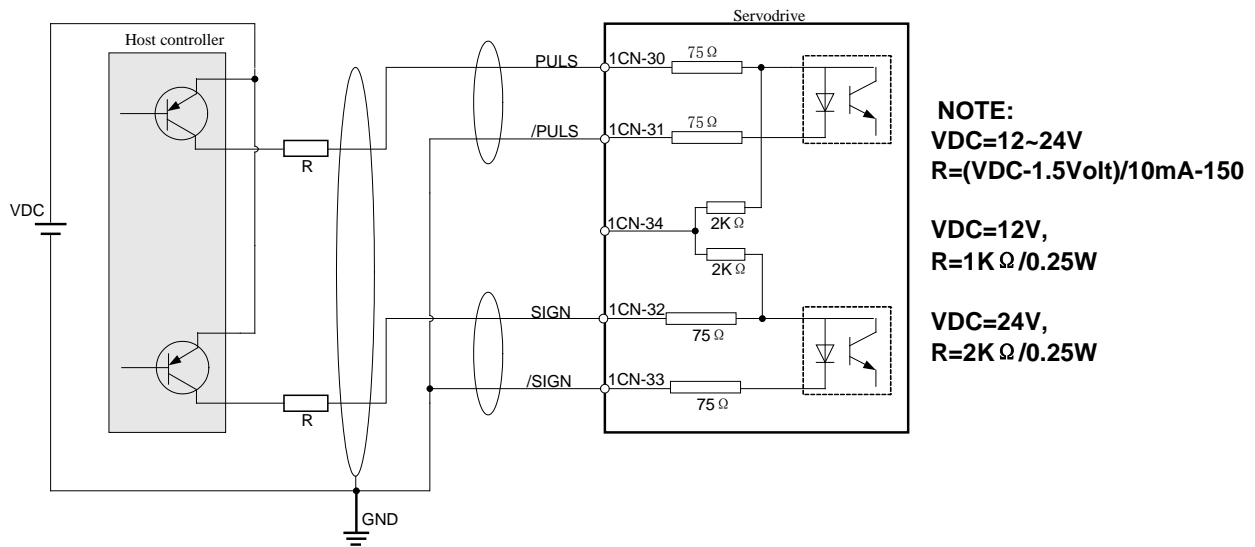 Servodrive
Host controller
PULS
1CN-30
75Ω
/PULS
1CN-31
75Ω
R
VDC
1CN-34
2KΩ
2KΩ
SIGN
1CN-32
75Ω
/SIGN
1CN-33
75Ω
R
GND
NOTE:
VDC=12~24V
R=(VDC-1.5Volt)/10mA-150
VDC=12V,
R=1KΩ/0.25W
VDC=24V,
R=2KΩ/0.25W